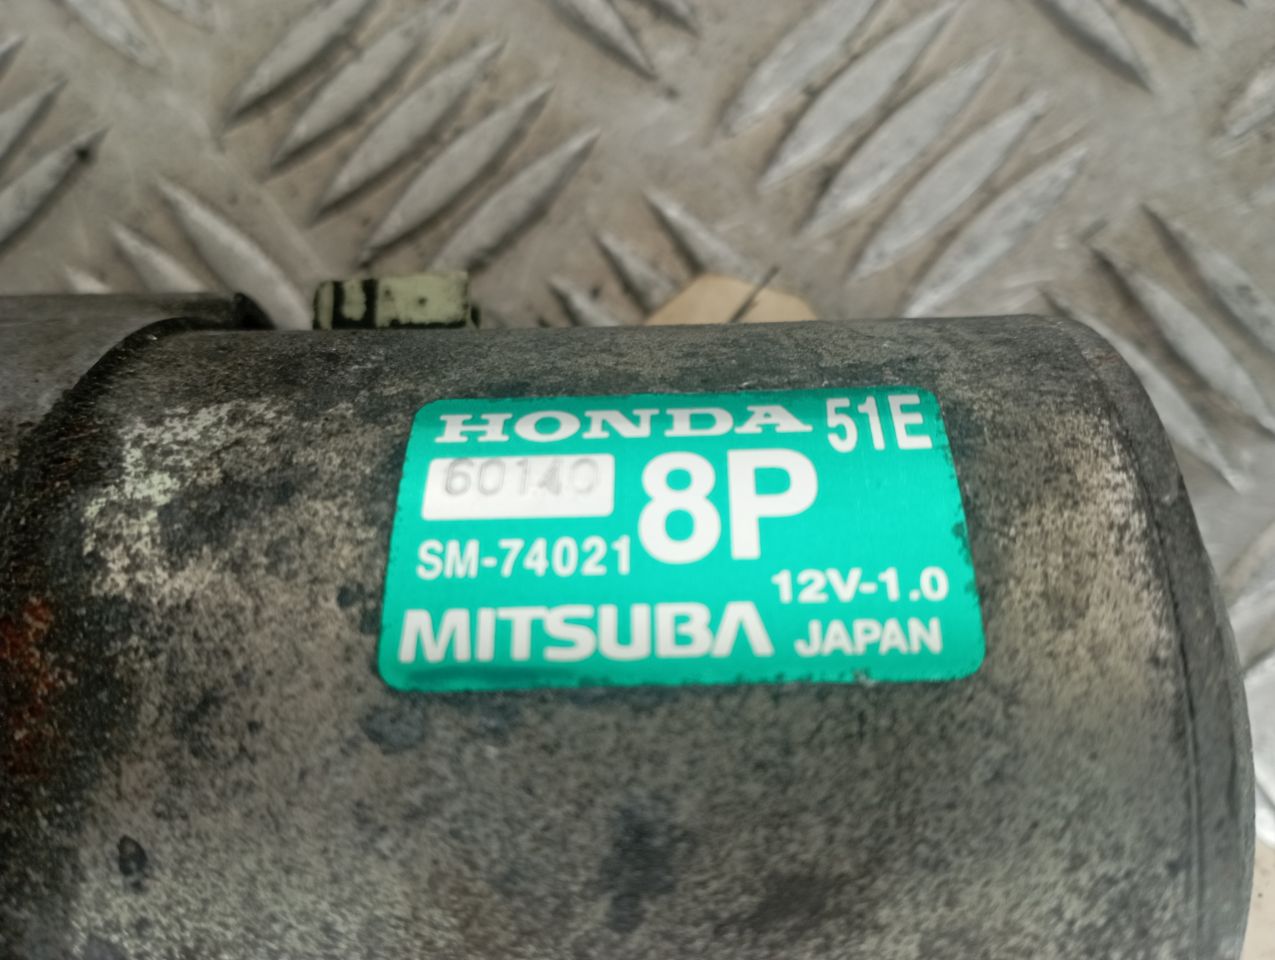 HONDA 51E
60140 8P
SM-74021
12V-1.0
MITSUBA JAPAN